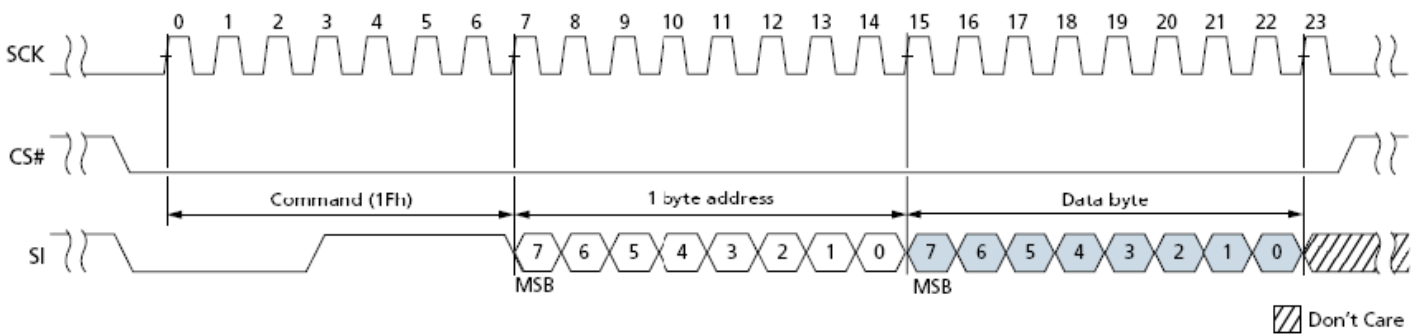 0 1 2 3 4 5 6 7 8 9 10 11 12 13 14 15 16 17 18 19 20 21 22 23
SCK
CS#
Command (1Fh) 1 byte address Data byte
SI 7 6 5 4 3 2 1 0 7 6 5 4 3 2 1 0
MSB MSB
Don't Care